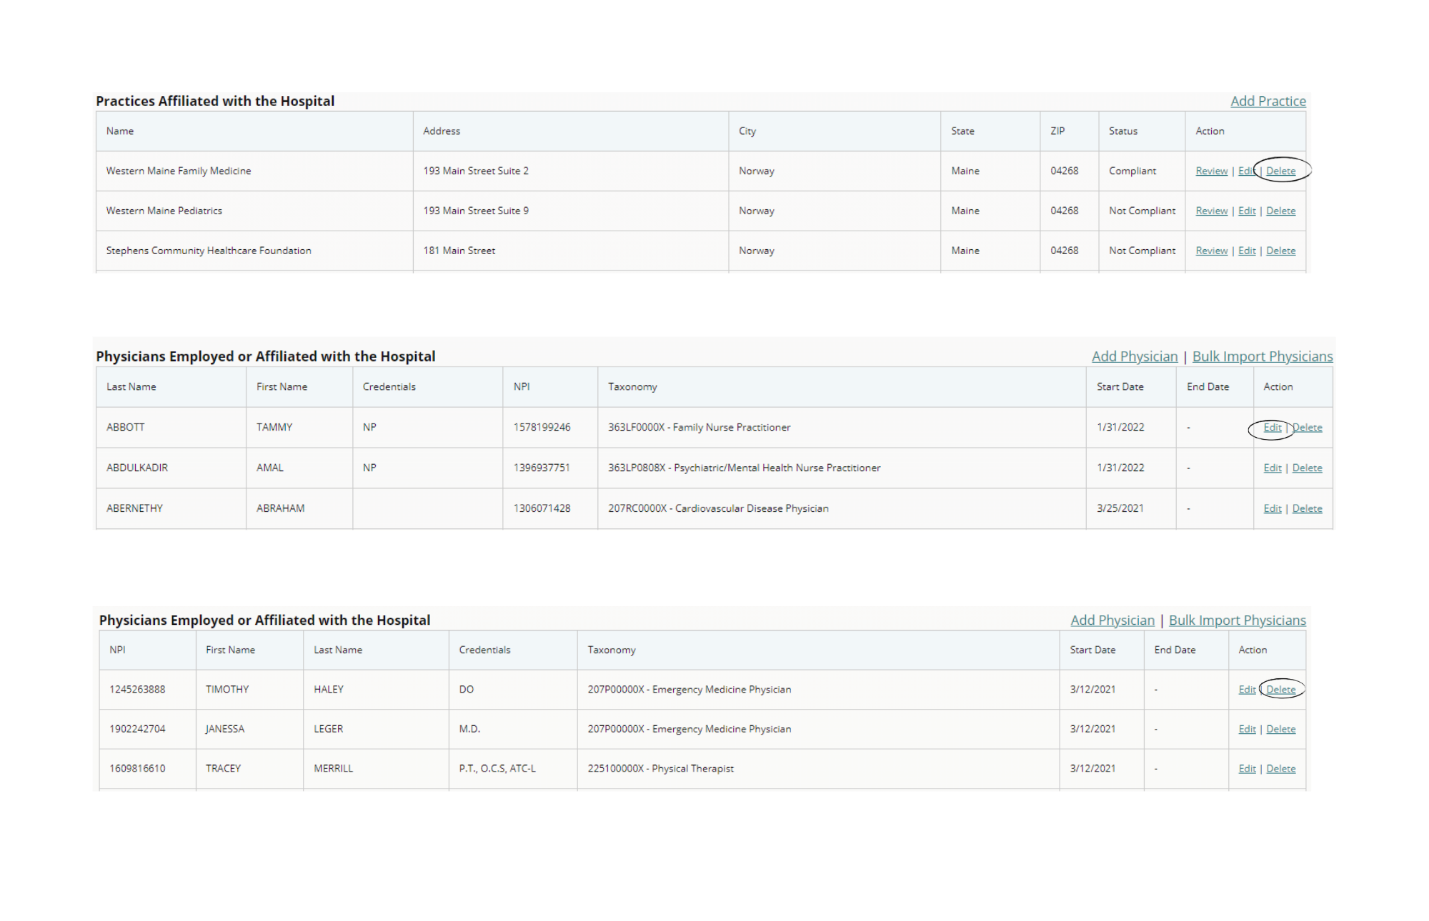 Practices Affiliated with the Hospital Add Practice
Name Address City State ZIP Status Action
Western Maine Family Medicine 193 Main Street Suite 2 Norway Maine 04268 Compliant Review | Edit | Delete
Western Maine Pediatrics 193 Main Street Suite 9 Norway Maine 04268 Not Compliant Review | Edit | Delete
Stephens Community Healthcare Foundation 181 Main Street Norway Maine 04268 Not Compliant Review | Edit | Delete
Physicians Employed or Affiliated with the Hospital Add Physician | Bulk Import Physicians
Last Name First Name Credentials NPI Taxonomy Start Date End Date Action
ABBOTT TAMMY NP 1578199246 363LF0000X - Family Nurse Practitioner 1/31/2022 - Edit | Delete
ABDULKADIR AMAL NP 1396937751 363LP0808X - Psychiatric/Mental Health Nurse Practitioner 1/31/2022 - Edit | Delete
ABERNETHY ABRAHAM 1306071428 207RC0000X - Cardiovascular Disease Physician 3/25/2021 - Edit | Delete
Physicians Employed or Affiliated with the Hospital Add Physician | Bulk Import Physicians
NPI First Name Last Name Credentials Taxonomy Start Date End Date Action
1245263888 TIMOTHY HALEY DO 207P00000X - Emergency Medicine Physician 3/12/2021 - Edit | Delete
1902242704 JANESSA LEGER M.D. 207P00000X - Emergency Medicine Physician 3/12/2021 - Edit | Delete
1609816610 TRACEY MERRILL P.T., O.C.S, ATC-L 225100000X - Physical Therapist 3/12/2021 - Edit | Delete